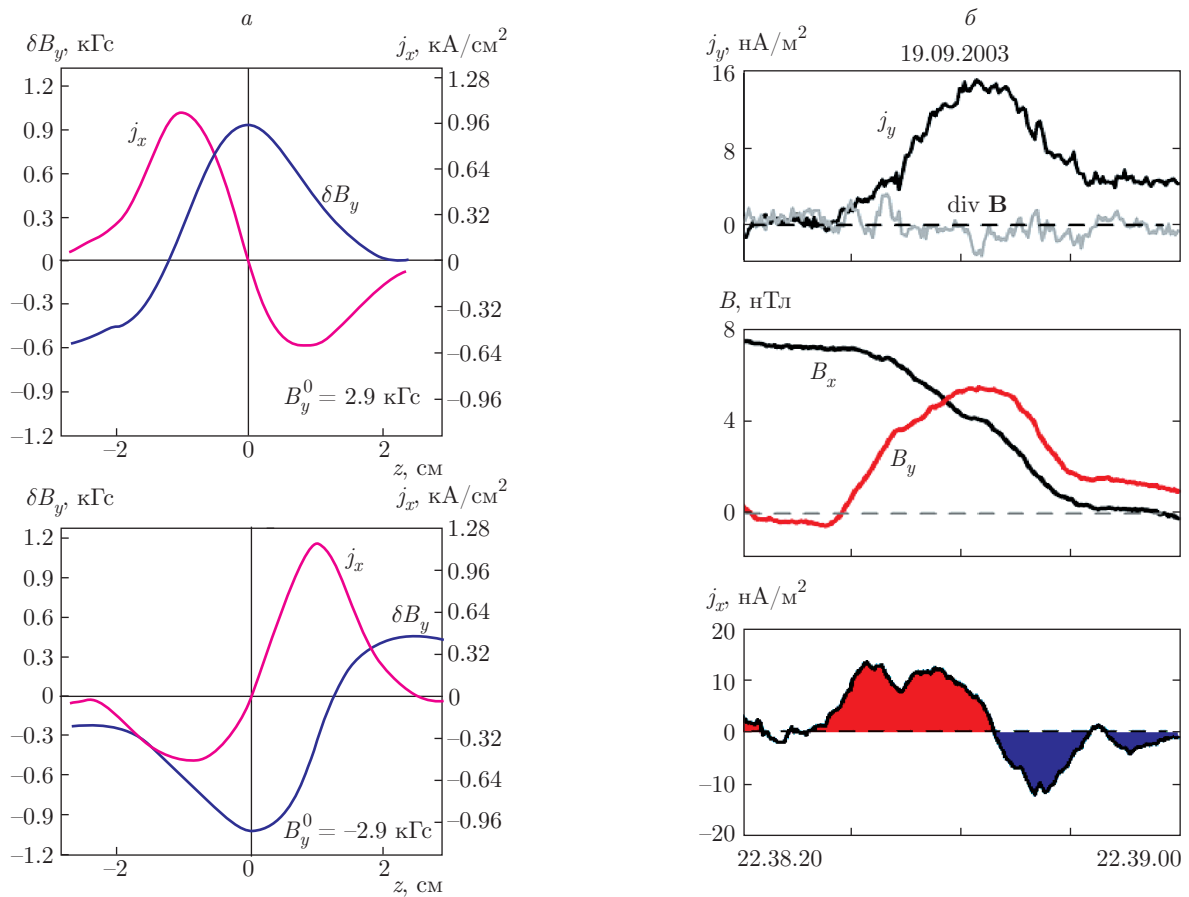 а
δB_y, кГс
j_x, кА/см²
1.2
0.9
0.6
0.3
0
–0.3
–0.6
–0.9
–1.2
1.28
0.96
0.64
0.32
0
–0.32
–0.64
–0.96
j_x
δB_y
B_y^0 = 2.9 кГс
–2
0
2
z, см
δB_y, кГс
j_x, кА/см²
1.2
0.9
0.6
0.3
0
–0.3
–0.6
–0.9
–1.2
1.28
0.96
0.64
0.32
0
–0.32
–0.64
–0.96
j_x
δB_y
B_y^0 = –2.9 кГс
–2
0
2
z, см
б
j_y, нА/м²
19.09.2003
16
8
0
j_y
div B
B, нТл
8
4
0
B_x
B_y
j_x, нА/м²
20
10
0
–10
–20
22.38.20
22.39.00